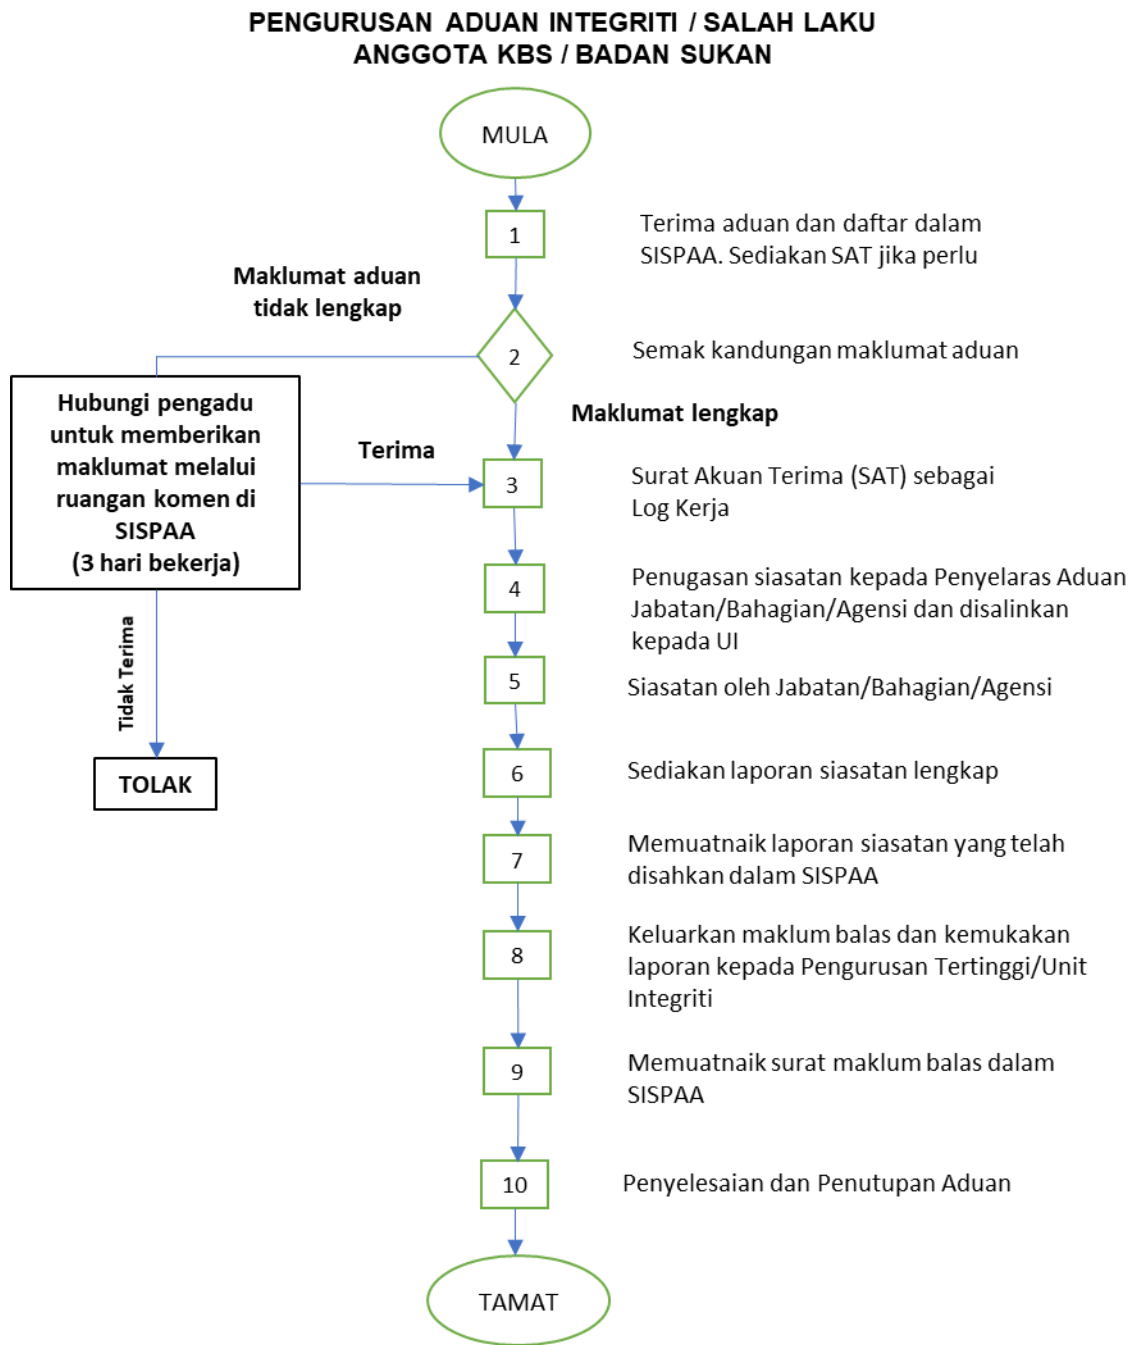 PENGURUSAN ADUAN INTEGRITI / SALAH LAKU
ANGGOTA KBS / BADAN SUKAN
MULA
1
Terima aduan dan daftar dalam
SISPAA. Sediakan SAT jika perlu
Maklumat aduan
tidak lengkap
2
Semak kandungan maklumat aduan
Hubungi pengadu
untuk memberikan
maklumat melalui
ruangan komen di
SISPAA
(3 hari bekerja)
Maklumat lengkap
Terima
3
Surat Akuan Terima (SAT) sebagai
Log Kerja
4
Penugasan siasatan kepada Penyelaras Aduan
Jabatan/Bahagian/Agensi dan disalinkan
kepada UI
Tidak Terima
5
Siasatan oleh Jabatan/Bahagian/Agensi
TOLAK
6
Sediakan laporan siasatan lengkap
7
Memuatnaik laporan siasatan yang telah
disahkan dalam SISPAA
8
Keluarkan maklum balas dan kemukakan
laporan kepada Pengurusan Tertinggi/Unit
Integriti
9
Memuatnaik surat maklum balas dalam
SISPAA
10
Penyelesaian dan Penutupan Aduan
TAMAT